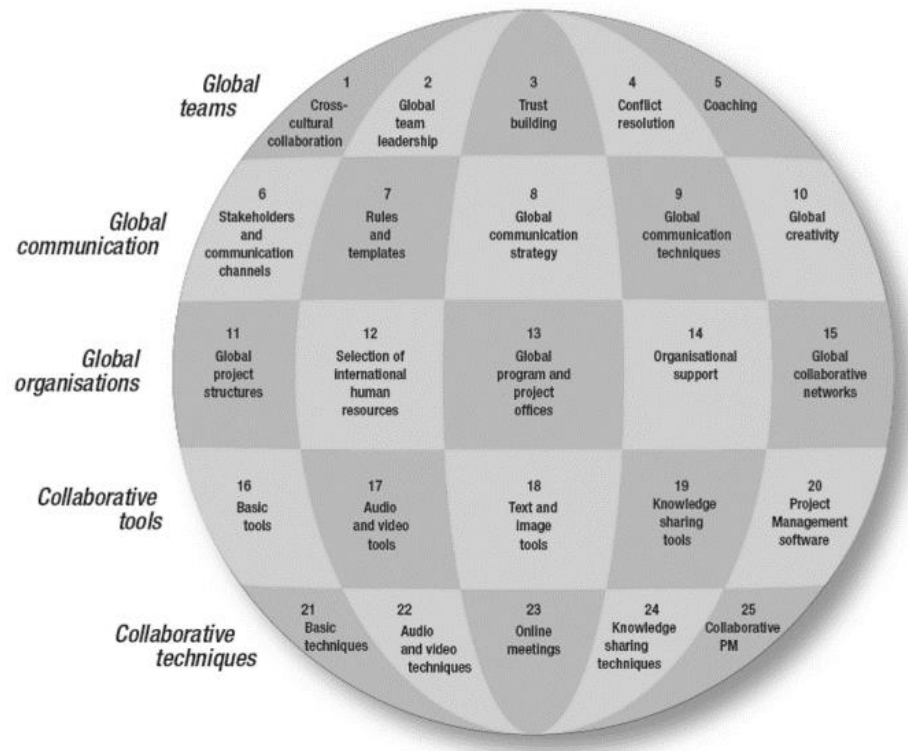 Global
teams
1
Cross-
cultural
collaboration
2
Global
team
leadership
3
Trust
building
4
Conflict
resolution
5
Coaching
Global
communication
6
Stakeholders
and
communication
channels
7
Rules
and
templates
8
Global
communication
strategy
9
Global
communication
techniques
10
Global
creativity
Global
organisations
11
Global
project
structures
12
Selection of
international
human
resources
13
Global
program and
project
offices
14
Organisational
support
15
Global
collaborative
networks
Collaborative
tools
16
Basic
tools
17
Audio
and video
tools
18
Text and
image
tools
19
Knowledge
sharing
tools
20
Project
Management
software
Collaborative
techniques
21
Basic
techniques
22
Audio
and video
techniques
23
Online
meetings
24
Knowledge
sharing
techniques
25
Collaborative
PM